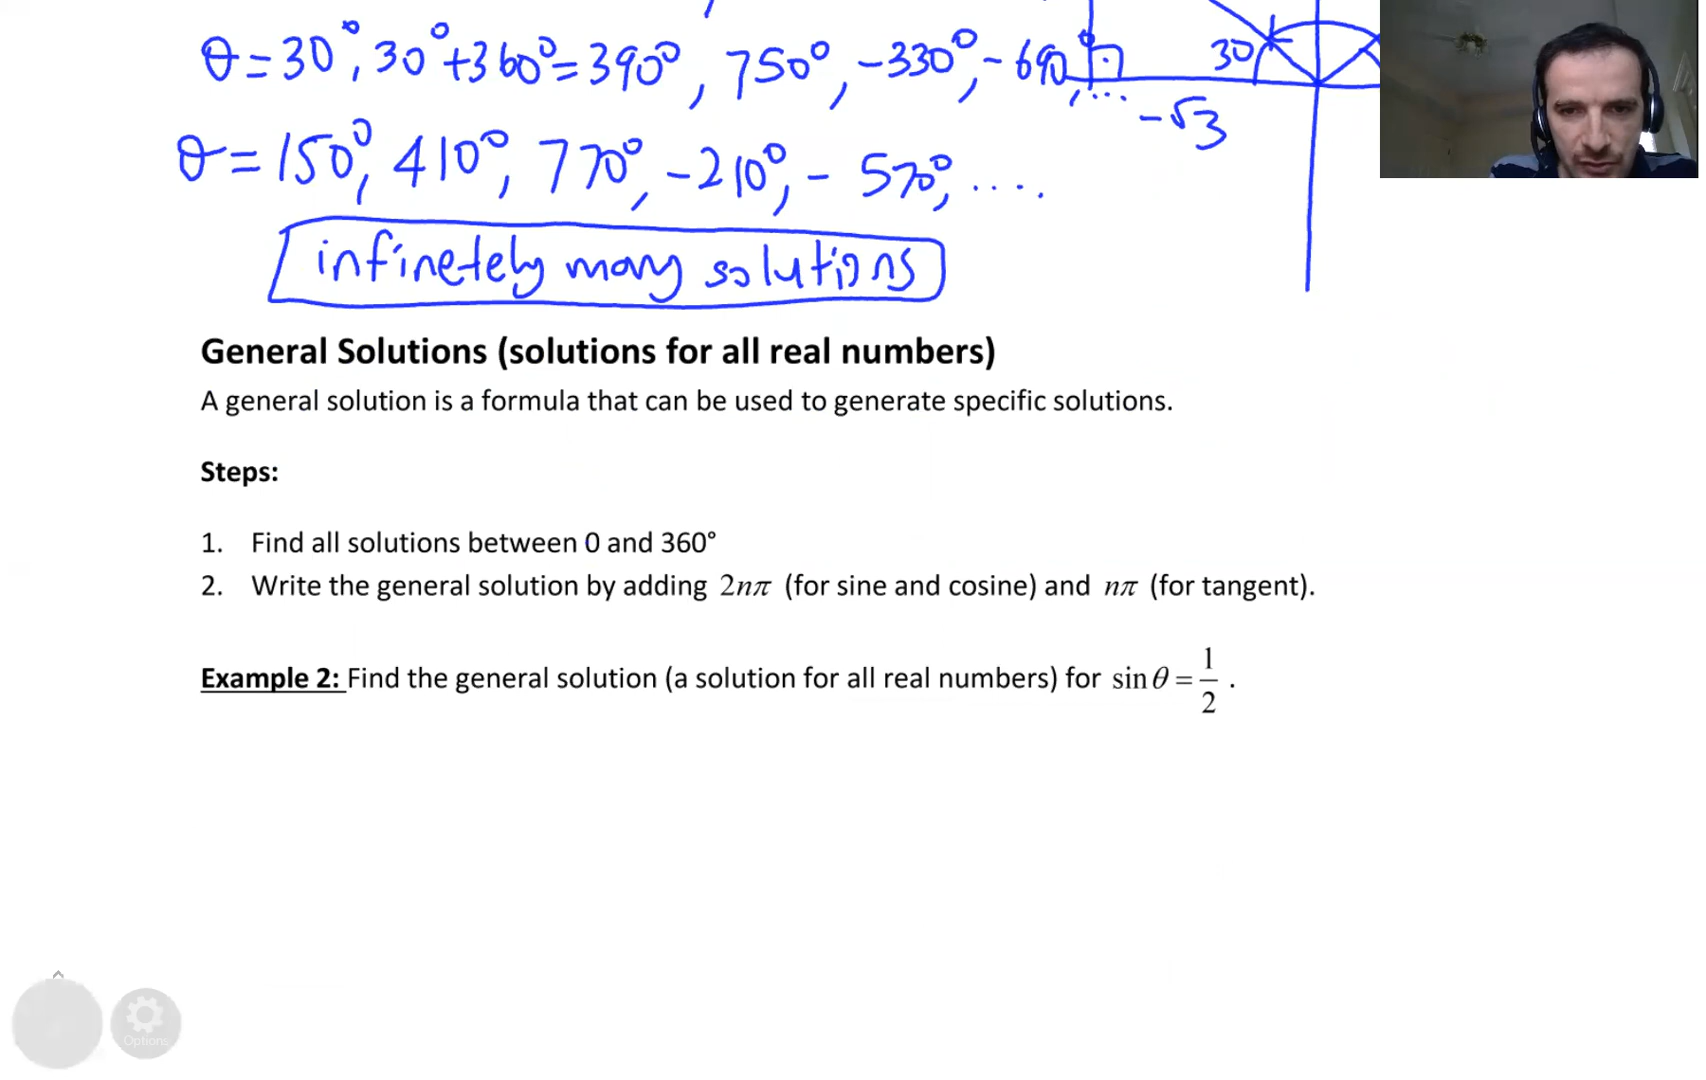 θ = 30°, 30° + 360° = 390°, 750°, -330°, -690°, ...
30
-√3
θ = 150°, 410°, 770°, -210°, - 570°, ....
infinetely many solutions
General Solutions (solutions for all real numbers)
A general solution is a formula that can be used to generate specific solutions.
Steps:
1. Find all solutions between 0 and 360°
2. Write the general solution by adding 2nπ (for sine and cosine) and nπ (for tangent).
Example 2: Find the general solution (a solution for all real numbers) for sin θ = 1/2 .
Options